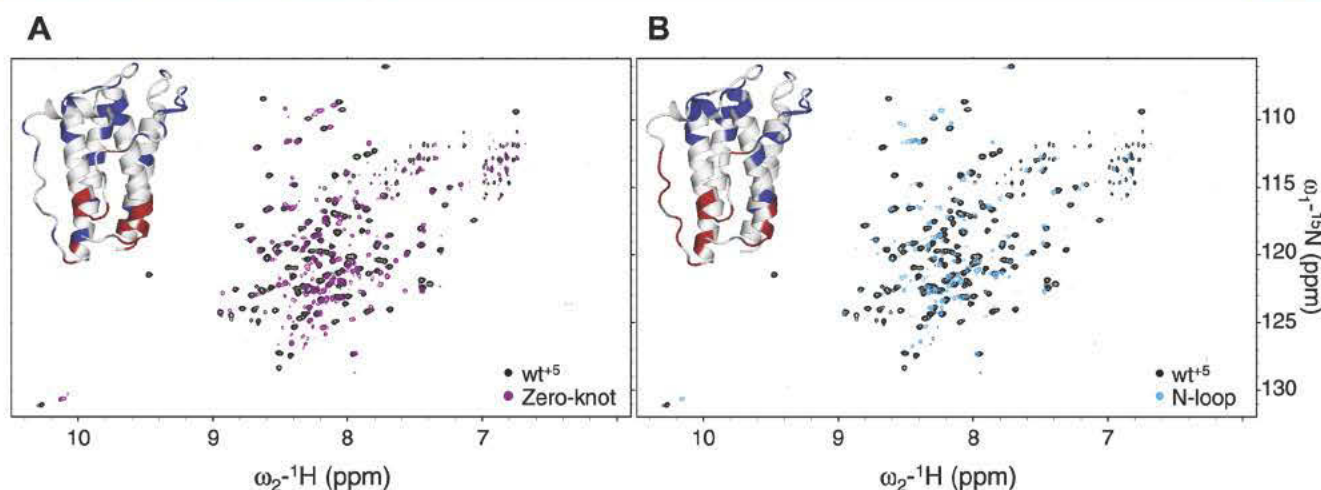 A
B
110
115
120
125
130
ω1-15N (ppm)
wt+5
Zero-knot
wt+5
N-loop
10 9 8 7
10 9 8 7
ω2-1H (ppm)
ω2-1H (ppm)